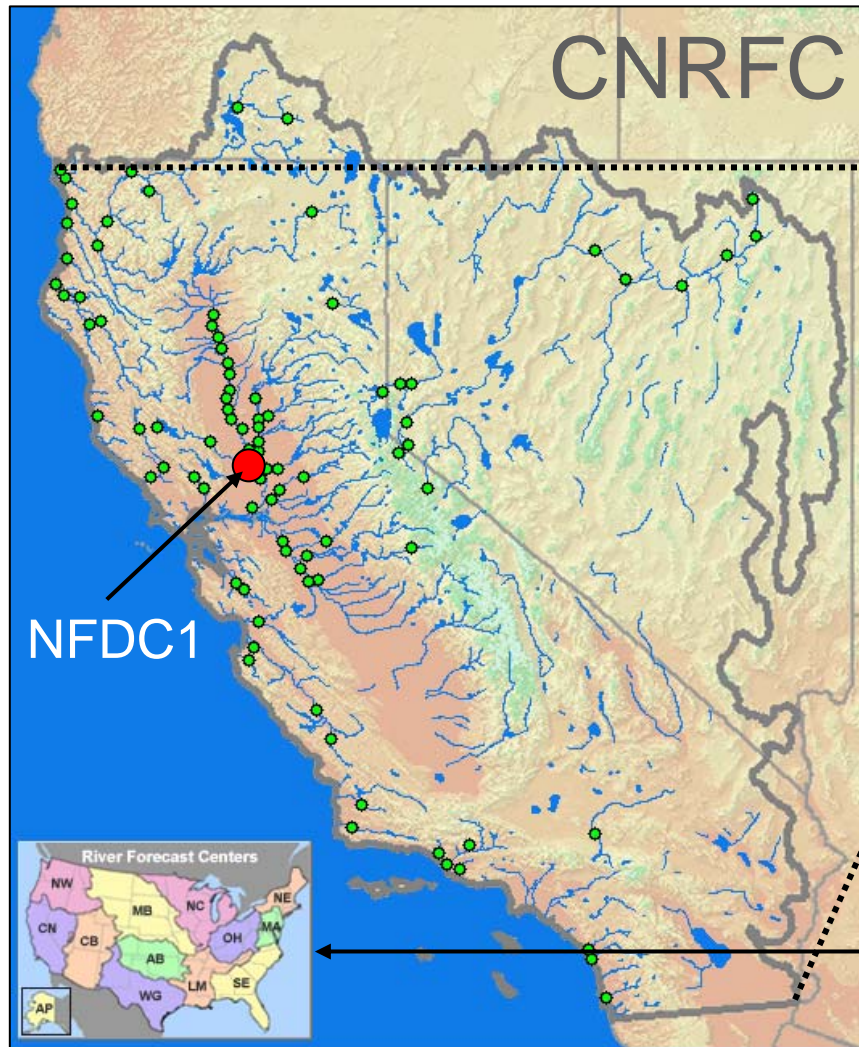 CNRFC
NFDC1
River Forecast Centers
NW
MB
NC
NE
CN
CB
OH
MA
AB
WG
LM
SE
AP